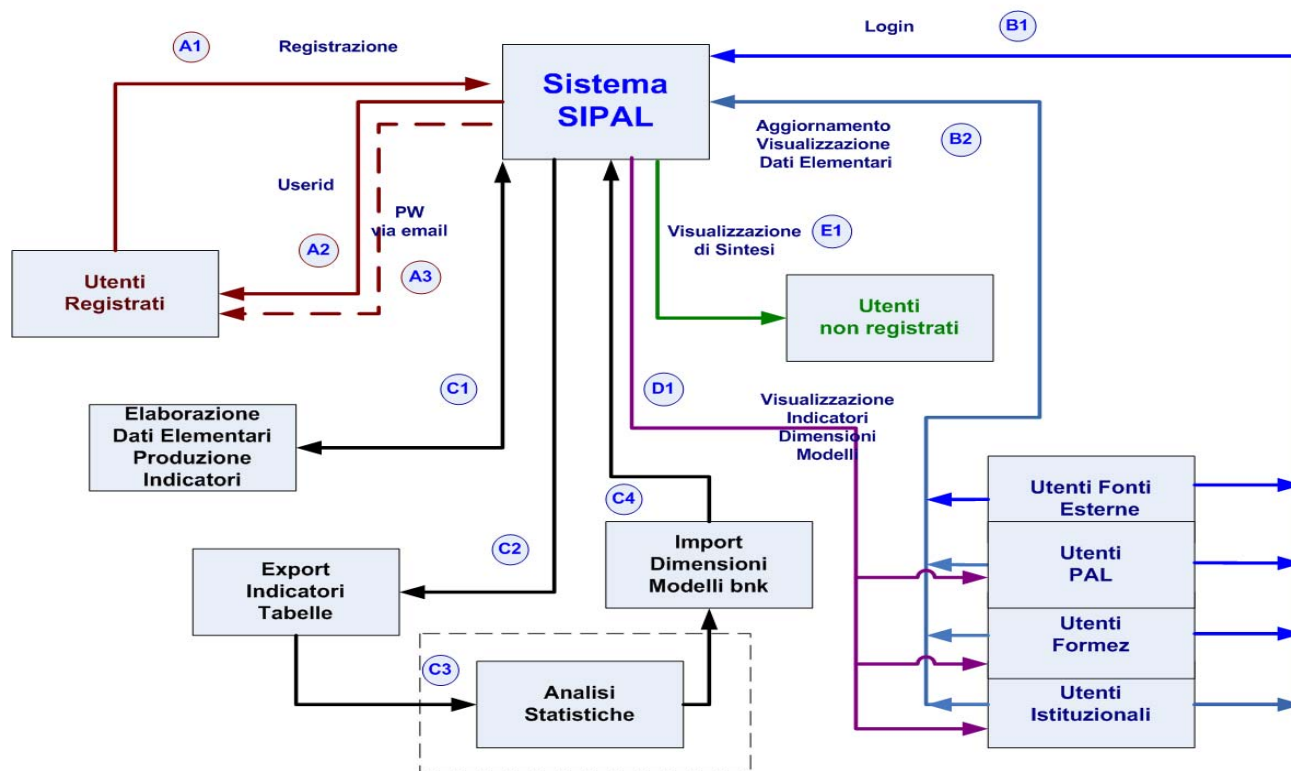 A1
Registrazione
Login
B1
Sistema
SIPAL
Aggiornamento
Visualizzazione
Dati Elementari
B2
Userid
PW
via email
A2
A3
Visualizzazione
di Sintesi
E1
Utenti
Registrati
Utenti
non registrati
C1
D1
Elaborazione
Dati Elementari
Produzione
Indicatori
Visualizzazione
Indicatori
Dimensioni
Modelli
C4
Utenti Fonti
Esterne
C2
Export
Indicatori
Tabelle
Import
Dimensioni
Modelli bnk
Utenti
PAL
Utenti
Formez
C3
Analisi
Statistiche
Utenti
Istituzionali